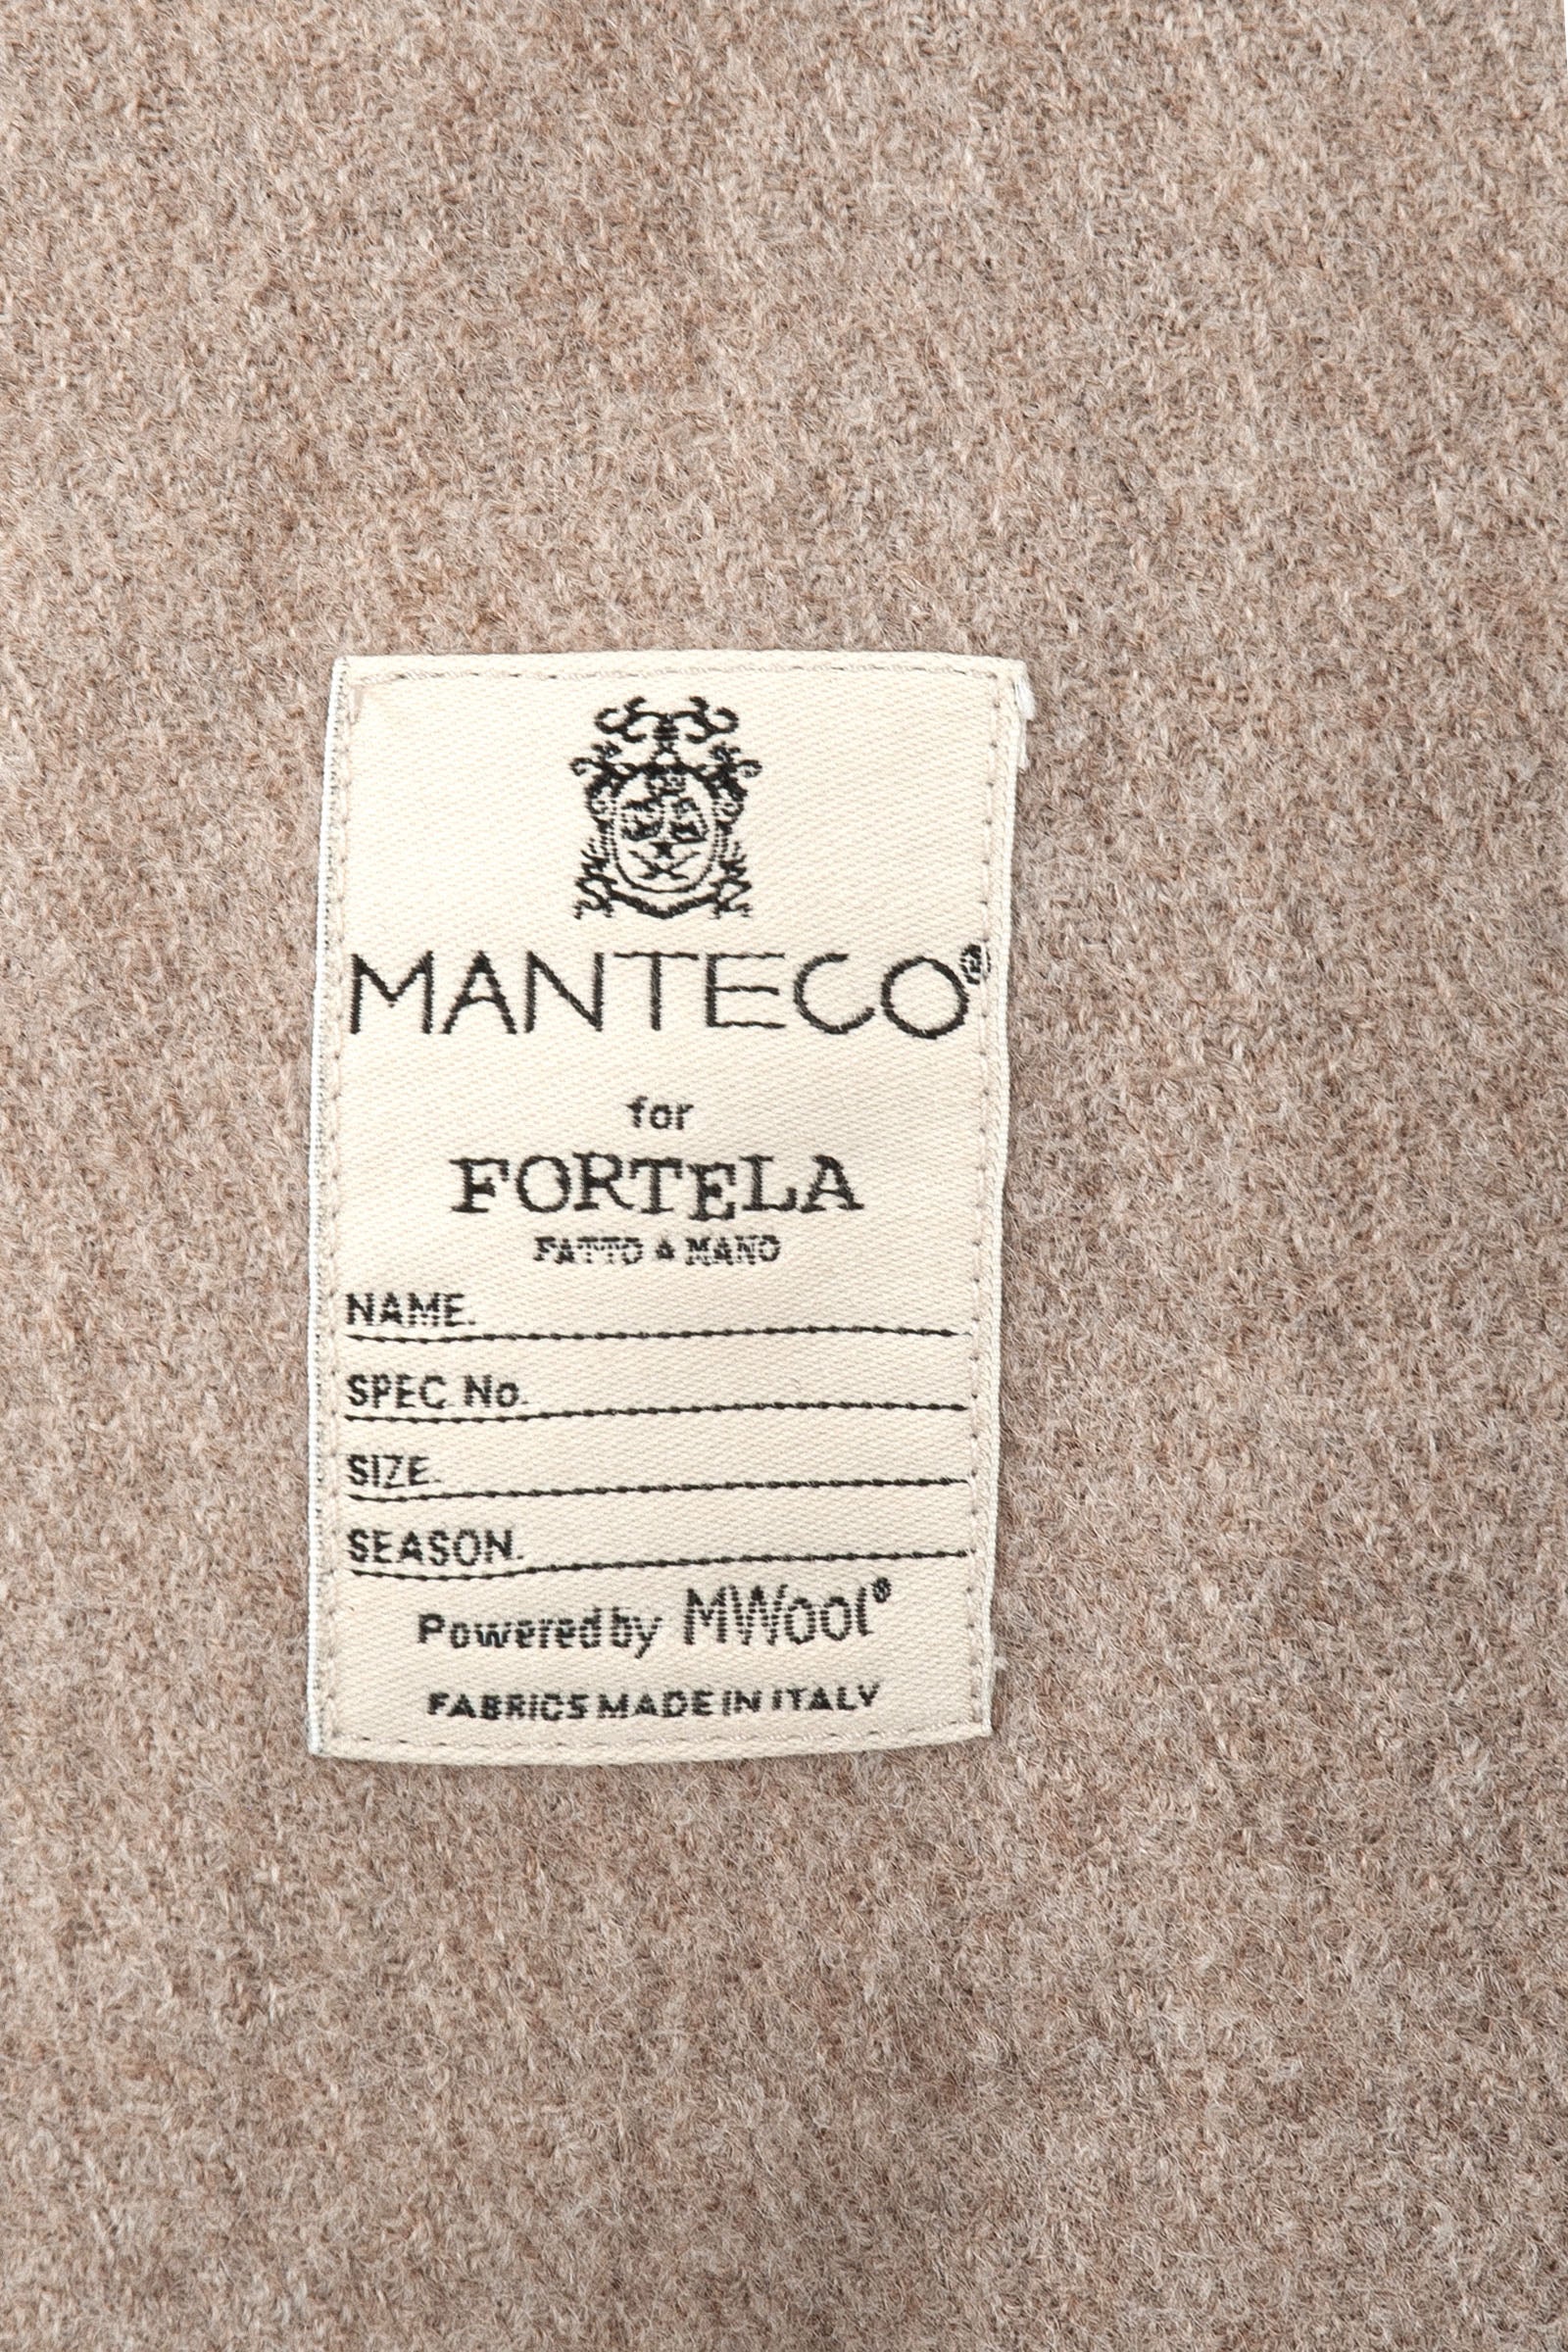 MANTECO®
for
FORTELA
FATTO A MANO
NAME.
SPEC No.
SIZE.
SEASON.
Powered by MWool®
FABRICS MADE IN ITALY